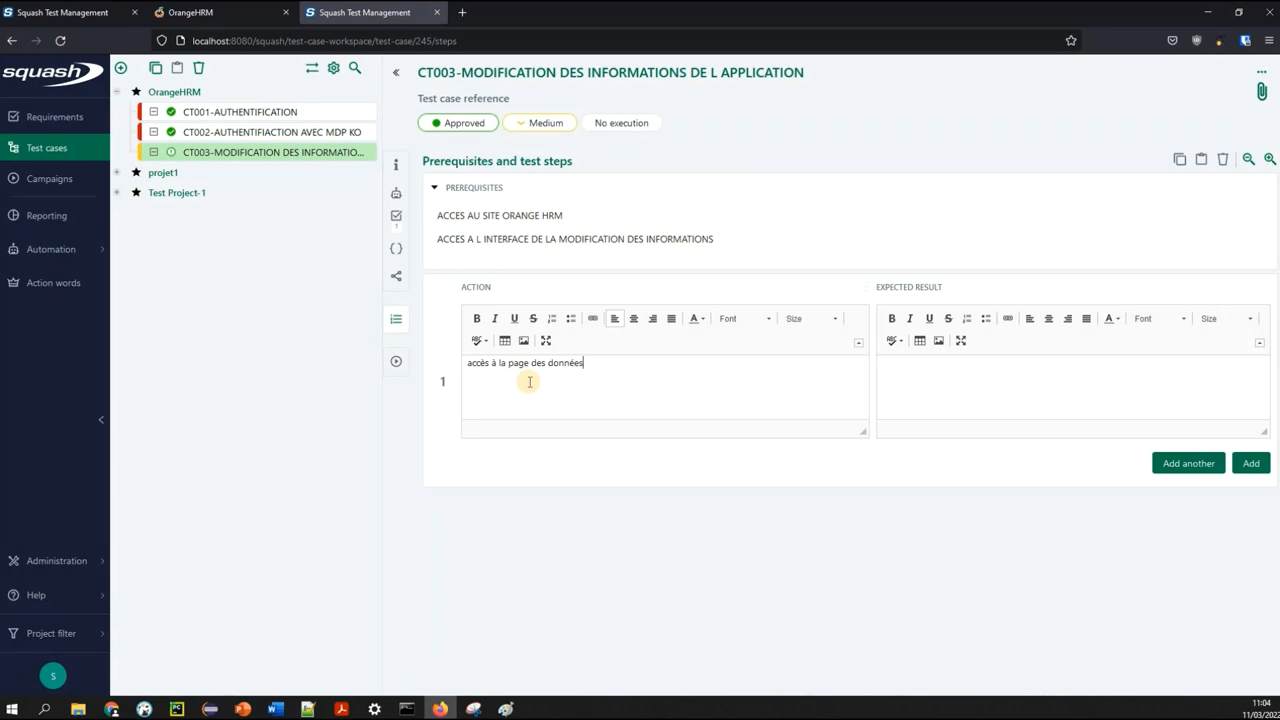 Squash Test Management
OrangeHRM
Squash Test Management
localhost:8080/squash/test-case-workspace/test-case/245/steps
squash
Requirements
Test cases
Campaigns
Reporting
Automation
Action words
Administration
Help
Project filter
S
OrangeHRM
CT001-AUTHENTIFICATION
CT002-AUTHENTIFIACTION AVEC MDP KO
CT003-MODIFICATION DES INFORMATIO...
projet1
Test Project-1
CT003-MODIFICATION DES INFORMATIONS DE L APPLICATION
Test case reference
Approved
Medium
No execution
1
Prerequisites and test steps
PREREQUISITES
ACCES AU SITE ORANGE HRM
ACCES A L INTERFACE DE LA MODIFICATION DES INFORMATIONS
ACTION
EXPECTED RESULT
B I U S A Font Size
B I U S A Font Size
accès à la page des données
1
Add another
Add
11:04
11/03/2022